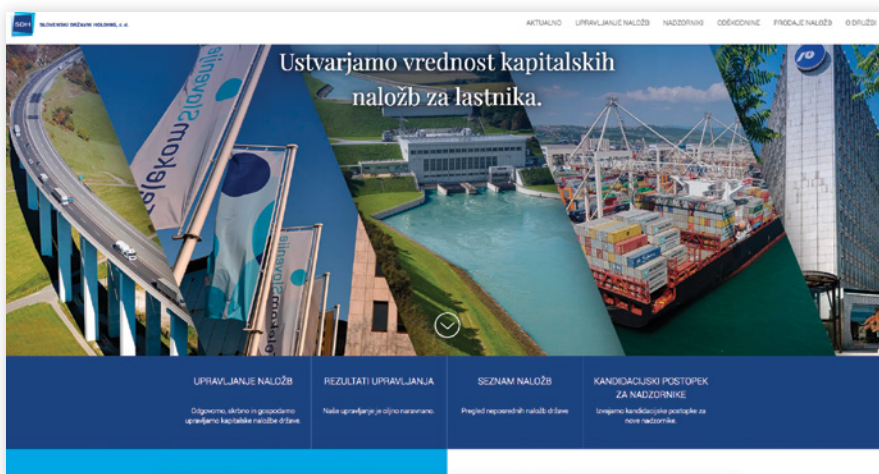 SDH SLOVENSKI DRŽAVNI HOLDING, d. d.
AKTUALNO UPRAVLJANJE NALOŽB NADZORNIKI ODŠKODNINE PRODAJE NALOŽB O DRUŽBI
Ustvarjamo vrednost kapitalskih
naložb za lastnika.
TelekomSlovenije
TelekomSlovenije
UPRAVLJANJE NALOŽB
Odgovorno, skrbno in gospodarno
upravljamo kapitalske naložbe države.
REZULTATI UPRAVLJANJA
Naše upravljanje je ciljno naravnano.
SEZNAM NALOŽB
Pregled neposrednih naložb države
KANDIDACIJSKI POSTOPEK
ZA NADZORNIKE
Izvajamo kandidacijske postopke za
nove nadzornike.